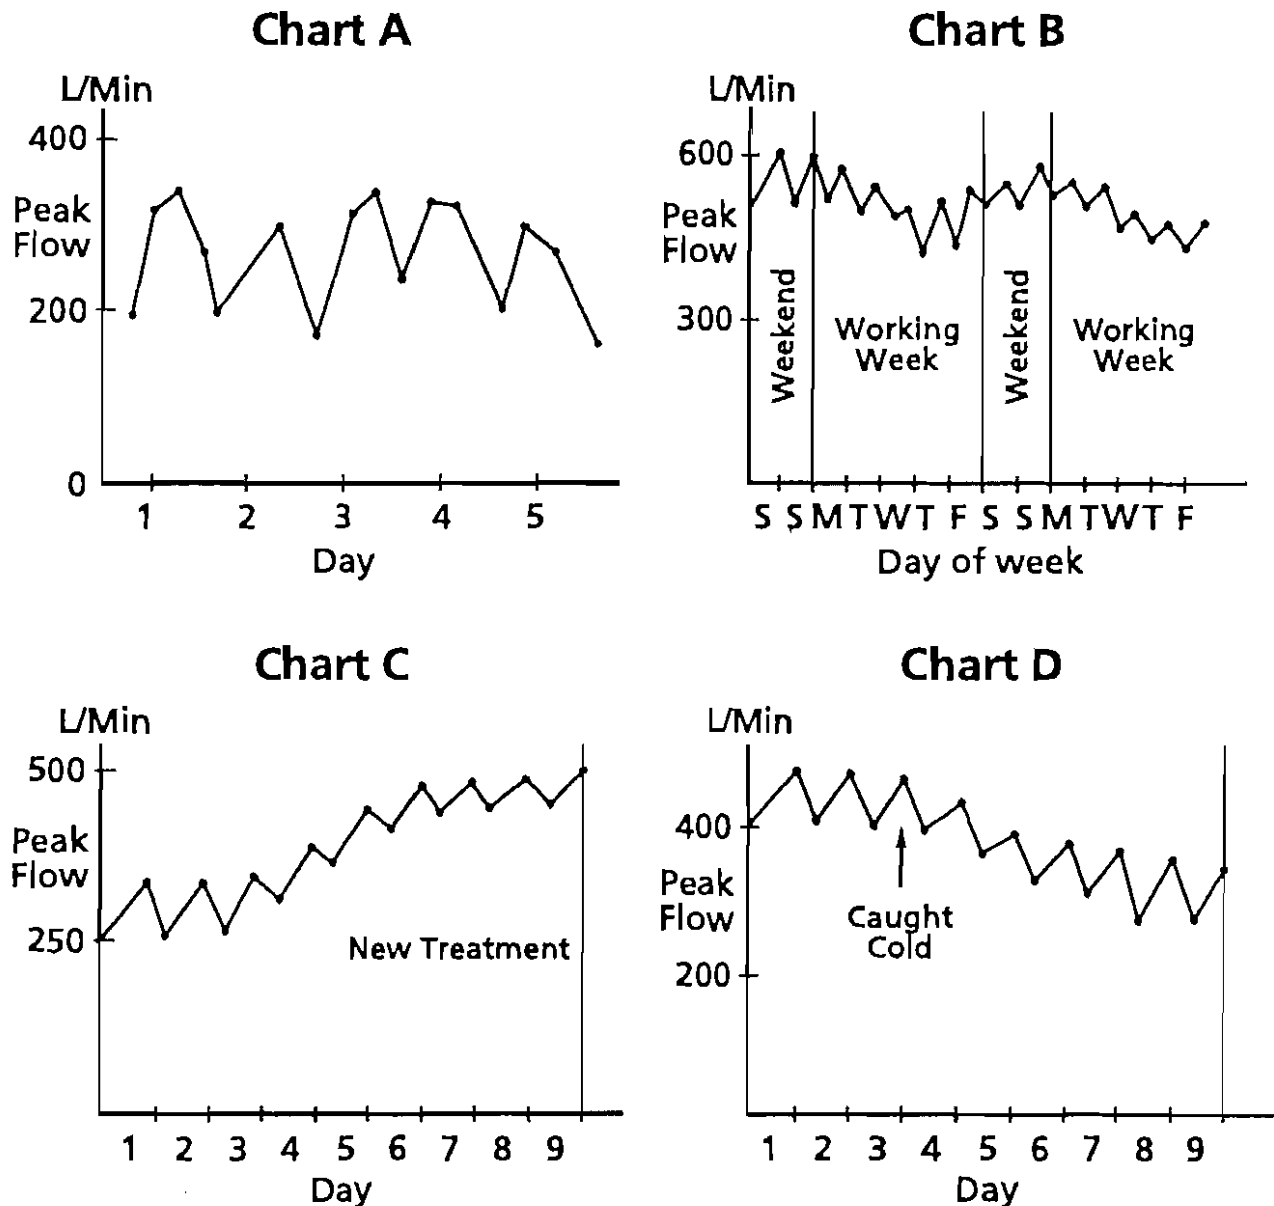 Chart A
L/Min
400
Peak
Flow
200
0
1 2 3 4 5
Day
Chart B
L/Min
600
Peak
Flow
300
Weekend
Working
Week
Weekend
Working
Week
S S M T W T F S S M T W T F
Day of week
Chart C
L/Min
500
Peak
Flow
250
New Treatment
1 2 3 4 5 6 7 8 9
Day
Chart D
L/Min
400
Peak
Flow
Caught
Cold
200
1 2 3 4 5 6 7 8 9
Day